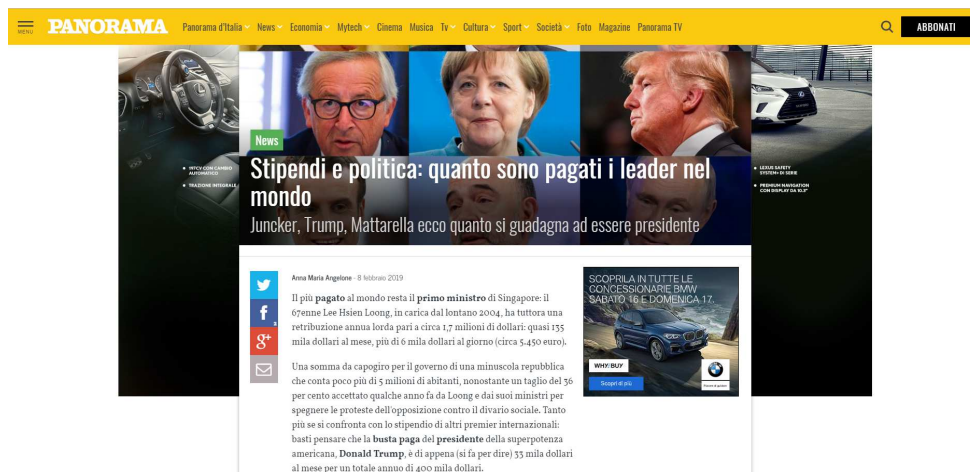 MENU
PANORAMA
Panorama d'Italia News Economia Mytech Cinema Musica Tv Cultura Sport Società Foto Magazine Panorama TV
ABBONATI
197CV CON CAMBIO
AUTOMATICO
TRAZIONE INTEGRALE
LEXUS SAFETY
SYSTEM+ DI SERIE
PREMIUM NAVIGATION
CON DISPLAY DA 10.3"
News
Stipendi e politica: quanto sono pagati i leader nel
mondo
Juncker, Trump, Mattarella ecco quanto si guadagna ad essere presidente
Anna Maria Angelone - 8 febbraio 2019
Il più pagato al mondo resta il primo ministro di Singapore: il
67enne Lee Hsien Loong, in carica dal lontano 2004, ha tuttora una
retribuzione annua lorda pari a circa 1,7 milioni di dollari: quasi 135
mila dollari al mese, più di 6 mila dollari al giorno (circa 5.450 euro).
Una somma da capogiro per il governo di una minuscola repubblica
che conta poco più di 5 milioni di abitanti, nonostante un taglio del 36
per cento accettato qualche anno fa da Loong e dai suoi ministri per
spegnere le proteste dell'opposizione contro il divario sociale. Tanto
più se si confronta con lo stipendio di altri premier internazionali:
basti pensare che la busta paga del presidente della superpotenza
americana, Donald Trump, è di appena (si fa per dire) 33 mila dollari
al mese per un totale annuo di 400 mila dollari.
SCOPRILA IN TUTTE LE
CONCESSIONARIE BMW
SABATO 16 E DOMENICA 17.
WHY BUY
Scopri di più